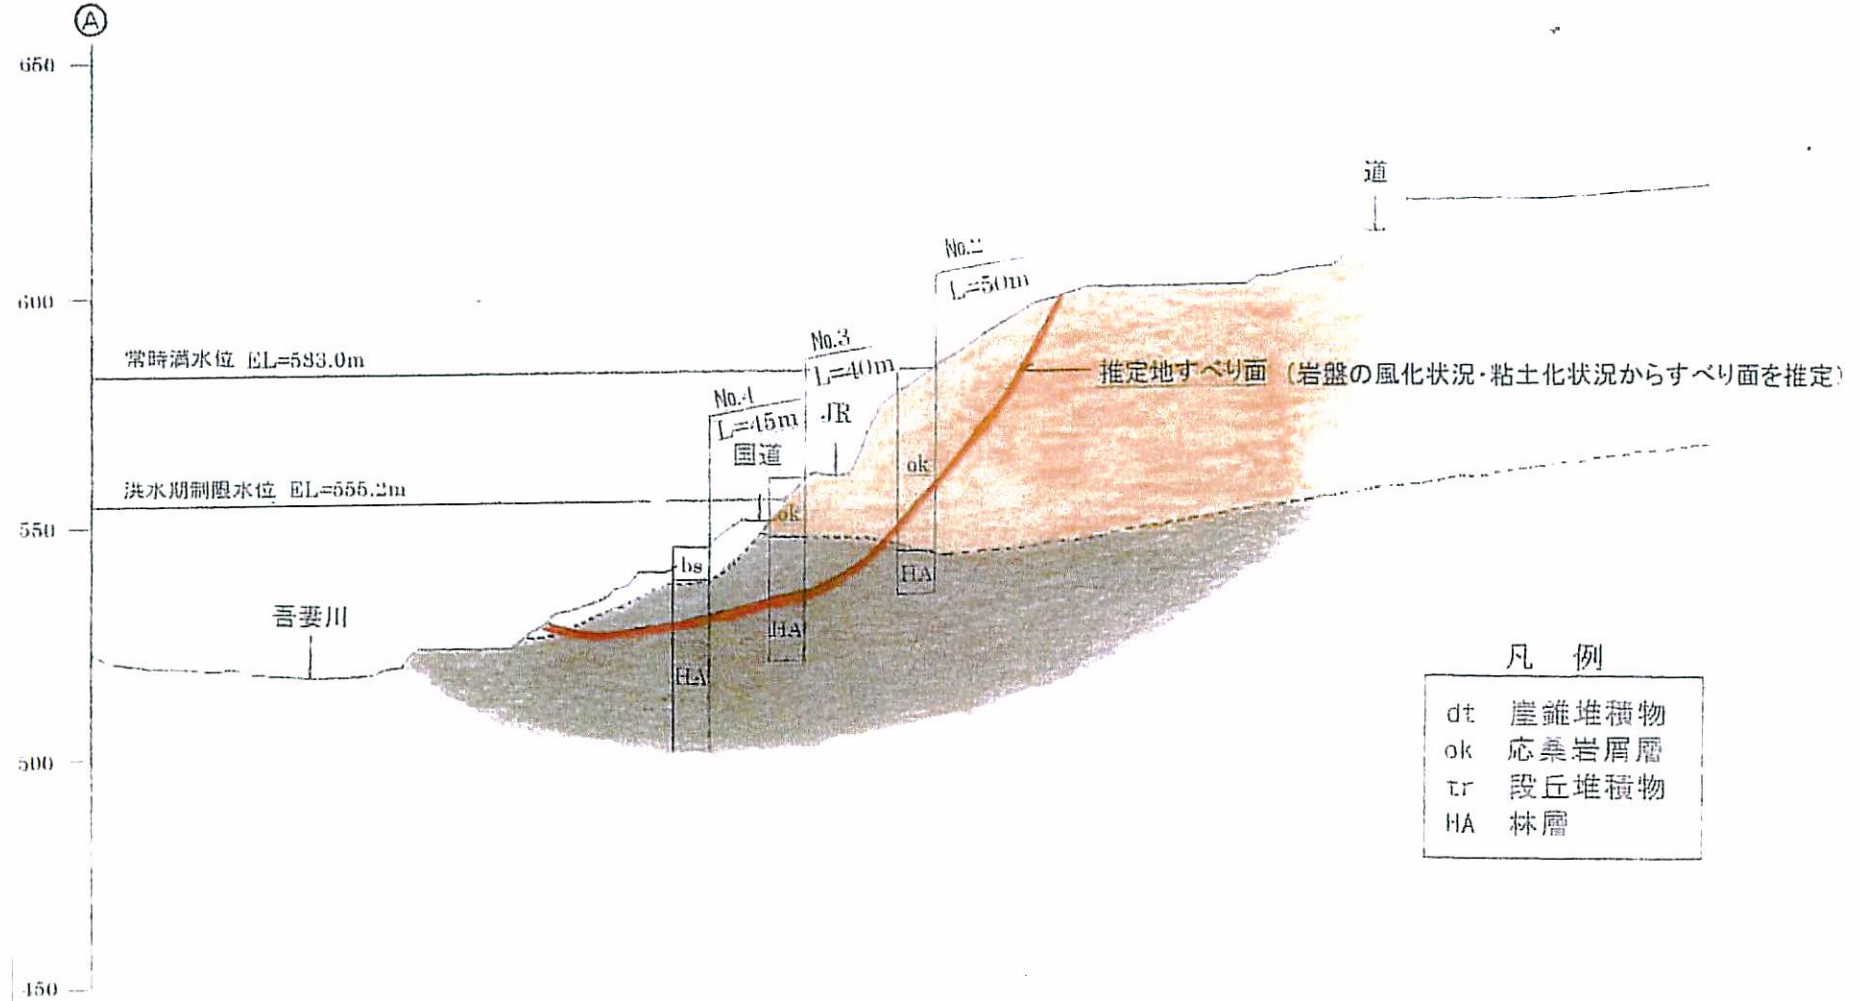 A
650
道
No.2
L=50m
600
No.3
常時満水位 EL=583.0m
L=40m
推定地すべり面 (岩盤の風化状況・粘土化状況からすべり面を推定)
No.4
L=45m
JR
国道
ok
洪水期制限水位 EL=555.2m
ok
550
bs
HA
吾妻川
HA
HA
凡 例
dt 崖錐堆積物
ok 応桑岩屑層
tr 段丘堆積物
HA 林層
500
450